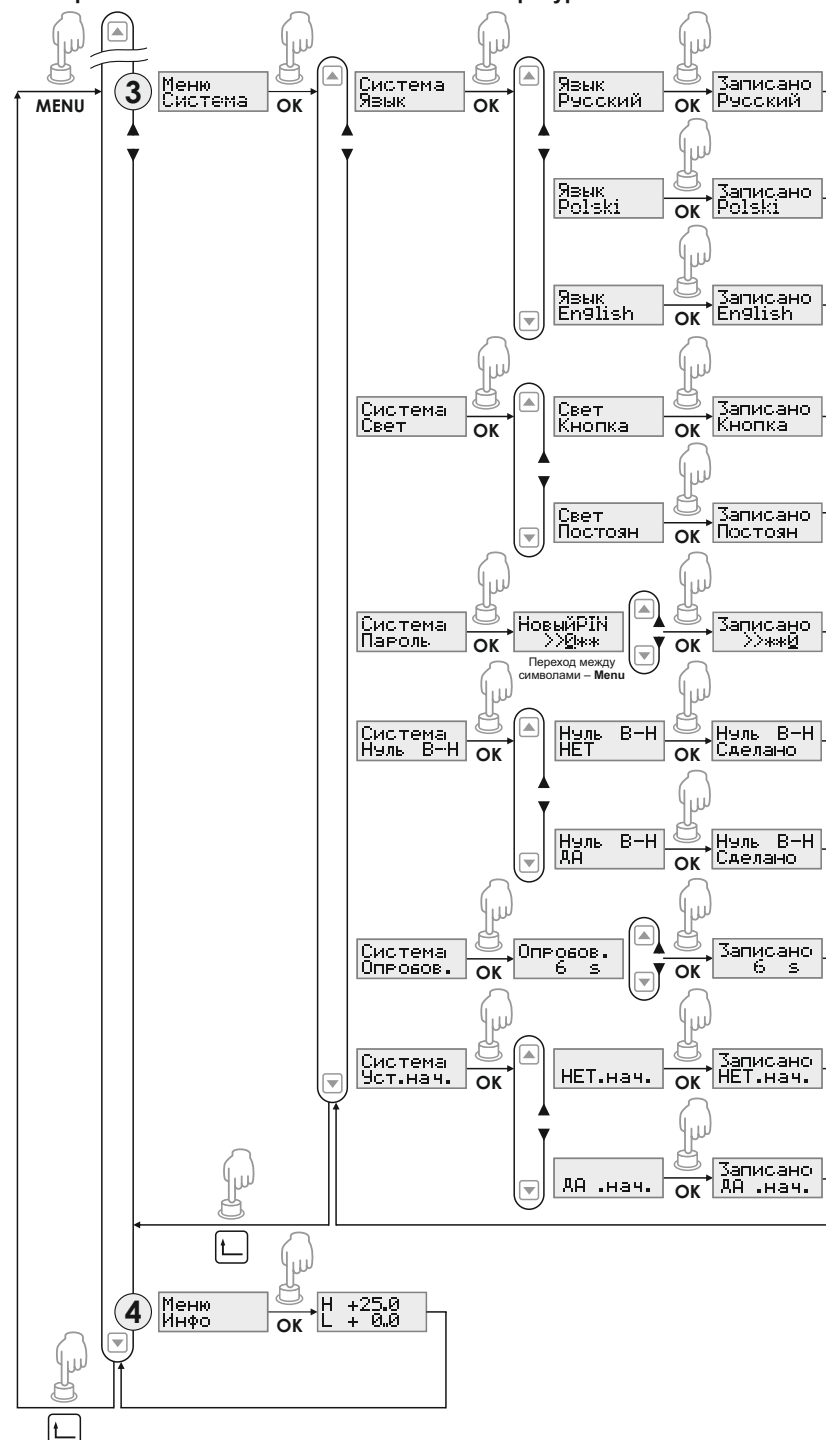 MENU
3
Меню
Система
OK
Система
Язык
OK
Язык
Русский
OK
Записано
Русский
Язык
Polski
OK
Записано
Polski
Язык
English
OK
Записано
English
Система
Свет
OK
Свет
Кнопка
OK
Записано
Кнопка
Свет
Постоян
OK
Записано
Постоян
Система
Пароль
OK
НовыйPIN
>>0**
Переход между
символами – Menu
OK
Записано
>>**0
Система
Нуль В-Н
OK
Нуль В-Н
НЕТ
OK
Нуль В-Н
Сделано
Нуль В-Н
ДА
OK
Нуль В-Н
Сделано
Система
Опробов.
OK
Опробов.
6 s
OK
Записано
6 s
Система
Уст.нач.
OK
НЕТ.нач.
OK
Записано
НЕТ.нач.
ДА .нач.
OK
Записано
ДА .нач.
4
Меню
Инфо
OK
H +25.0
L + 0.0